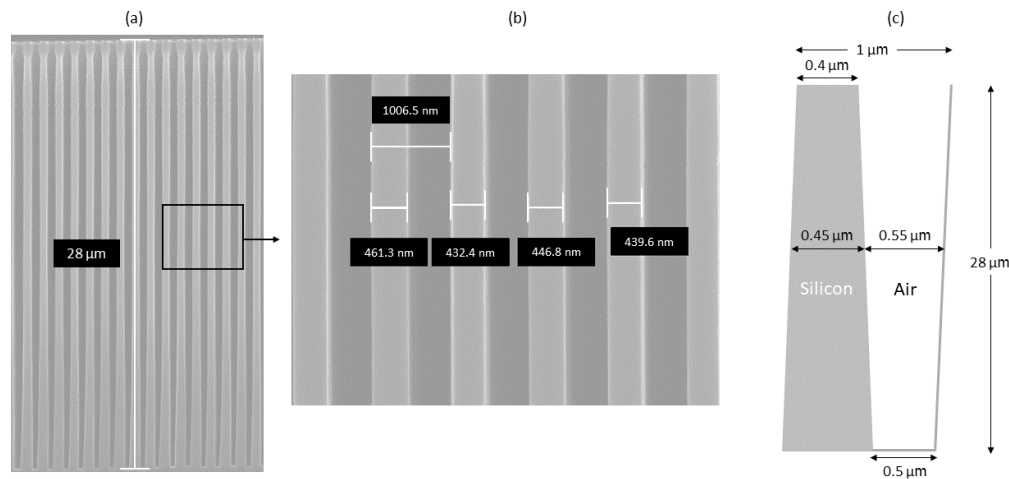 (a)
(b)
(c)
1 µm
0.4 µm
1006.5 nm
28 µm
461.3 nm
432.4 nm
446.8 nm
439.6 nm
0.45 µm
0.55 µm
28 µm
Silicon
Air
0.5 µm